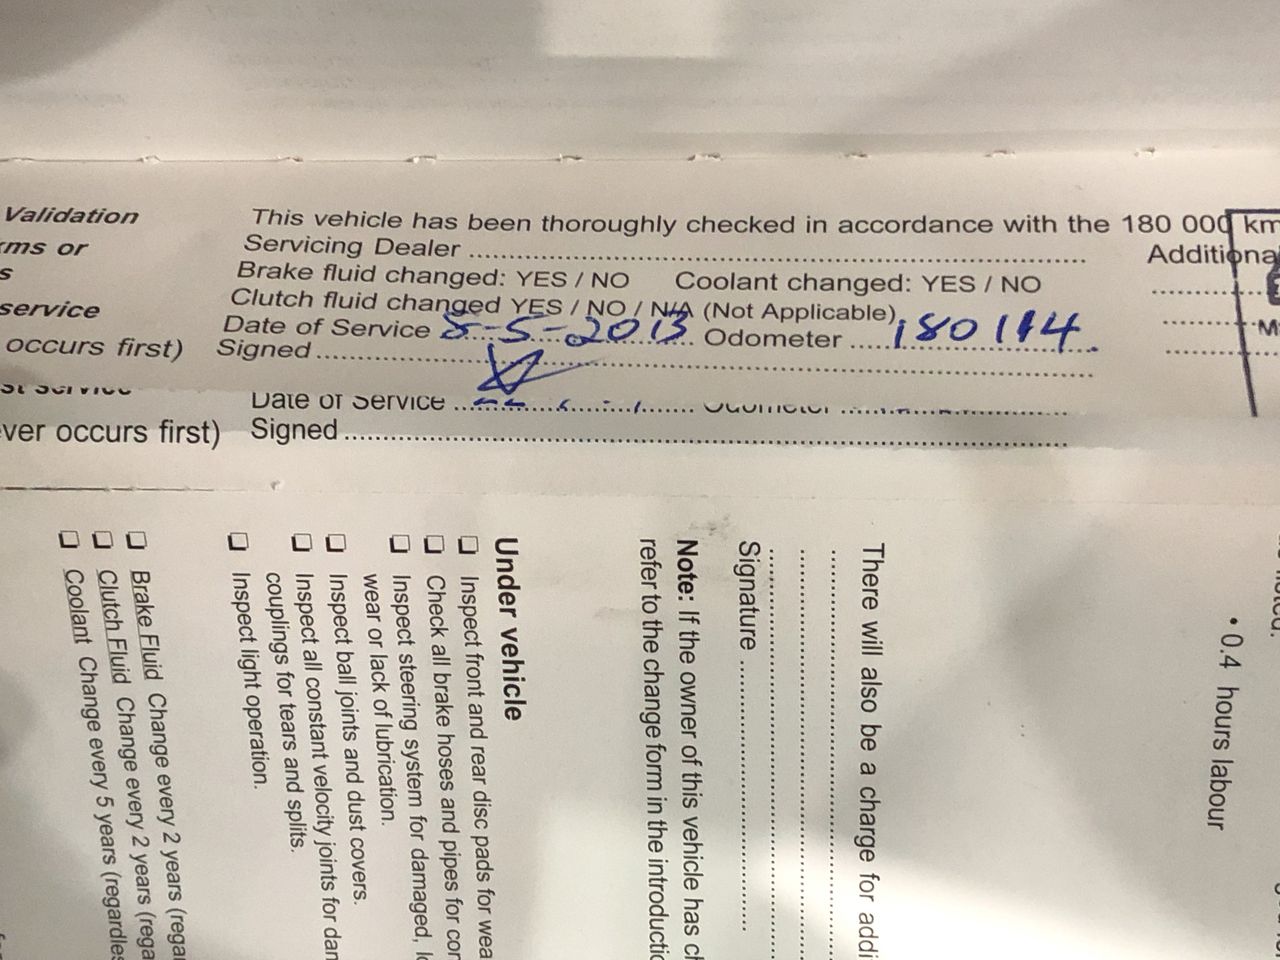 Validation
This vehicle has been thoroughly checked in accordance with the 180 000 km
rms or
Servicing Dealer
Additiona
s
Brake fluid changed: YES / NO Coolant changed: YES / NO
service
Clutch fluid changed YES / NO / N/A (Not Applicable)
Date of Service 8-5-2013 Odometer 180114.
M
occurs first) Signed
Date of Service
ver occurs first) Signed
• 0.4 hours labour
There will also be a charge for addi
Signature
Note: If the owner of this vehicle has ch
refer to the change form in the introductio
Under vehicle
❑ Inspect front and rear disc pads for wea
❑ Check all brake hoses and pipes for cor
❑ Inspect steering system for damaged, lo
wear or lack of lubrication.
❑ Inspect ball joints and dust covers.
❑ Inspect all constant velocity joints for dam
couplings for tears and splits.
❑ Inspect light operation.
❑ Brake Fluid Change every 2 years (regar
❑ Clutch Fluid Change every 2 years (rega
❑ Coolant Change every 5 years (regardles